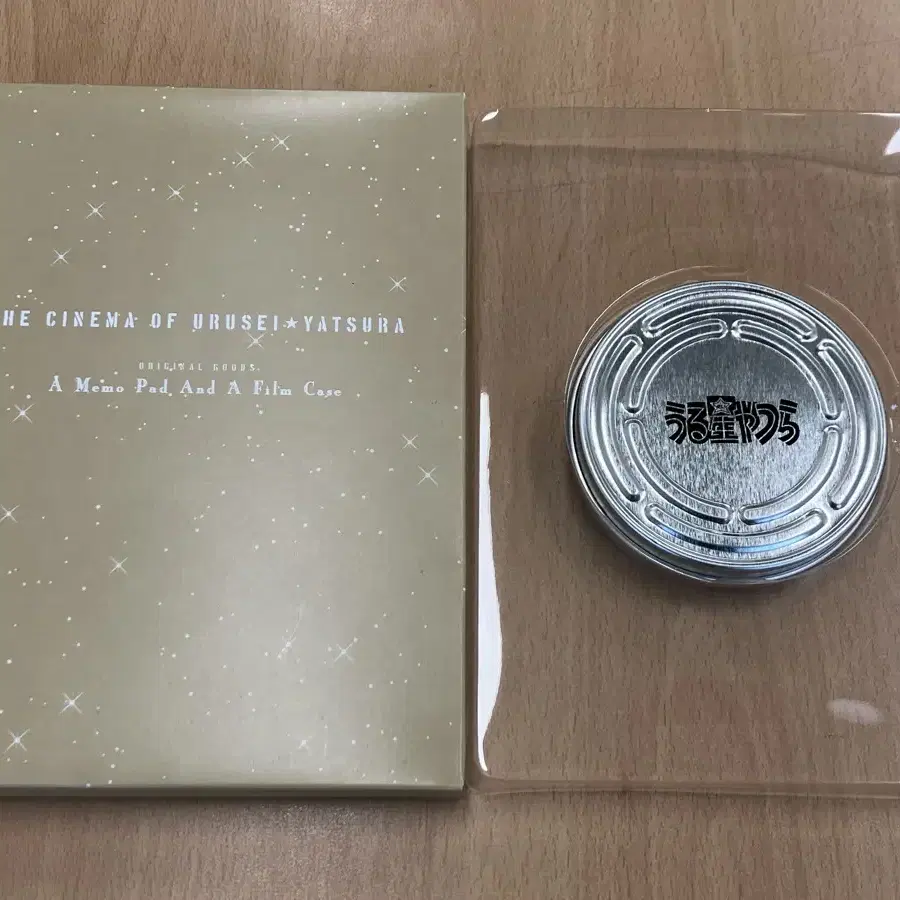 HE CINEMA OF URUSEI★YATSURA
ORIGINAL GOODS
A Memo Pad And A Film Case
うる星やつら